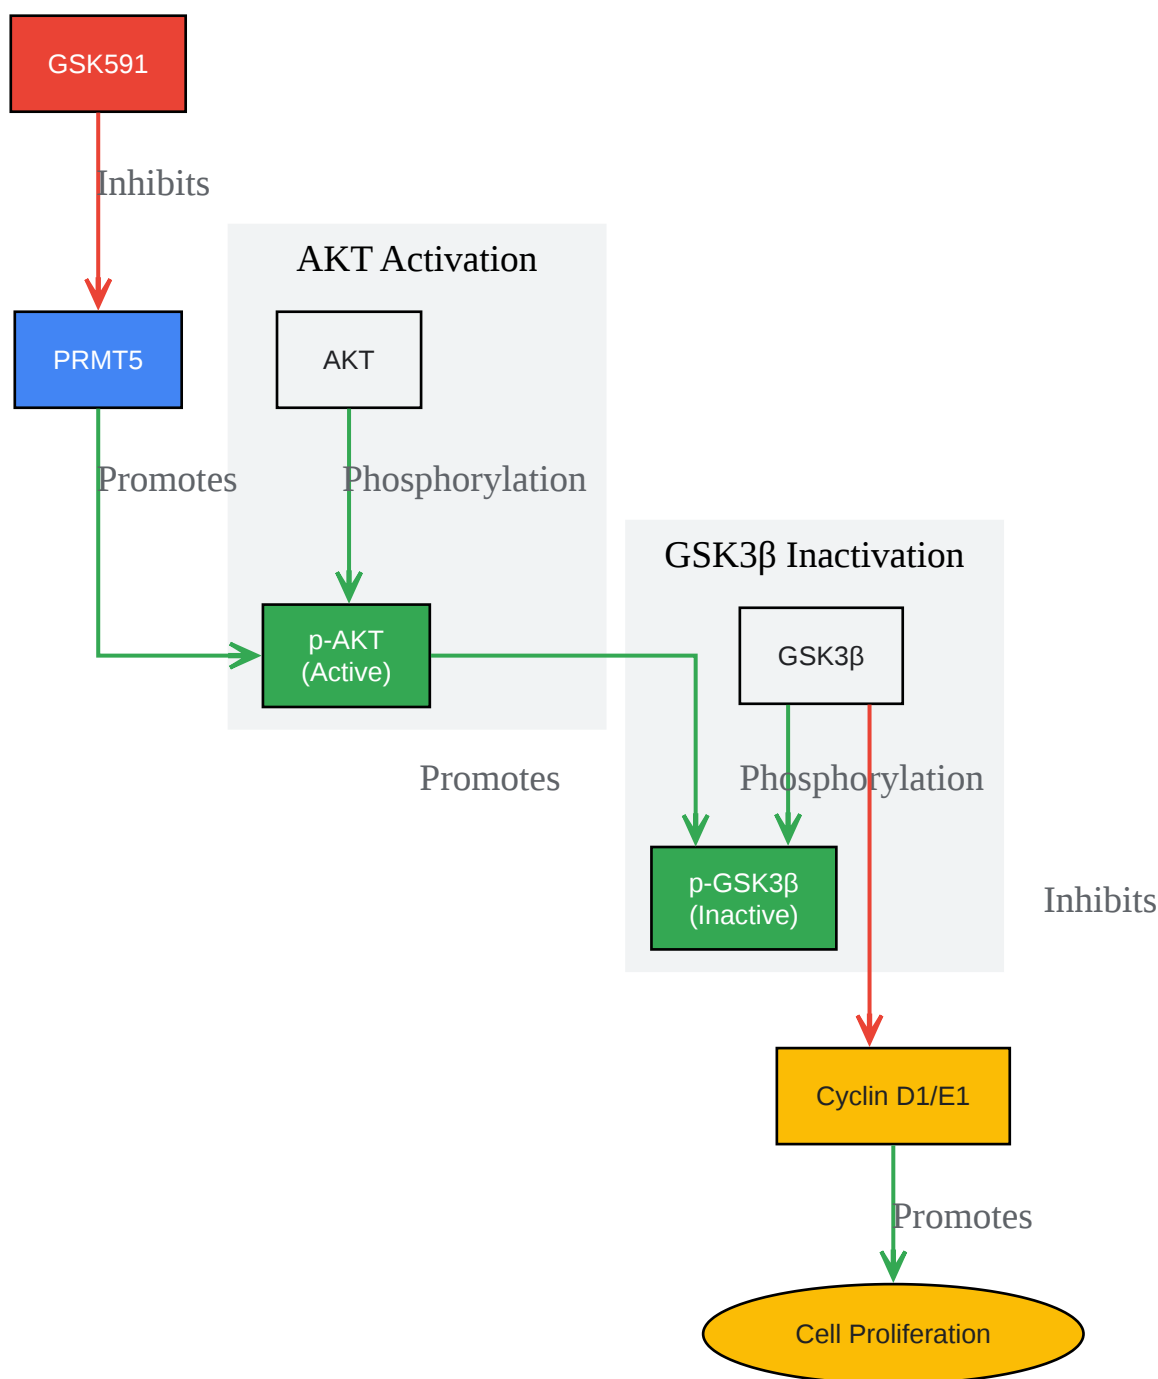 GSK591
Inhibits
AKT Activation
PRMT5
AKT
Promotes
Phosphorylation
GSK3β Inactivation
p-AKT
(Active)
GSK3β
Promotes
Phosphorylation
p-GSK3β
(Inactive)
Inhibits
Cyclin D1/E1
Promotes
Cell Proliferation